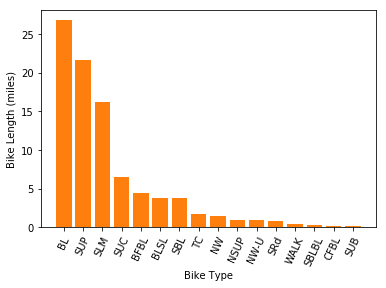 Bike Length (miles)
25
20
15
10
5
0
BL SUP SLM SUC BFBL BLSL SBL TC NW NSUP NW-U SRd WALK SBLBL CFBL SUB
Bike Type